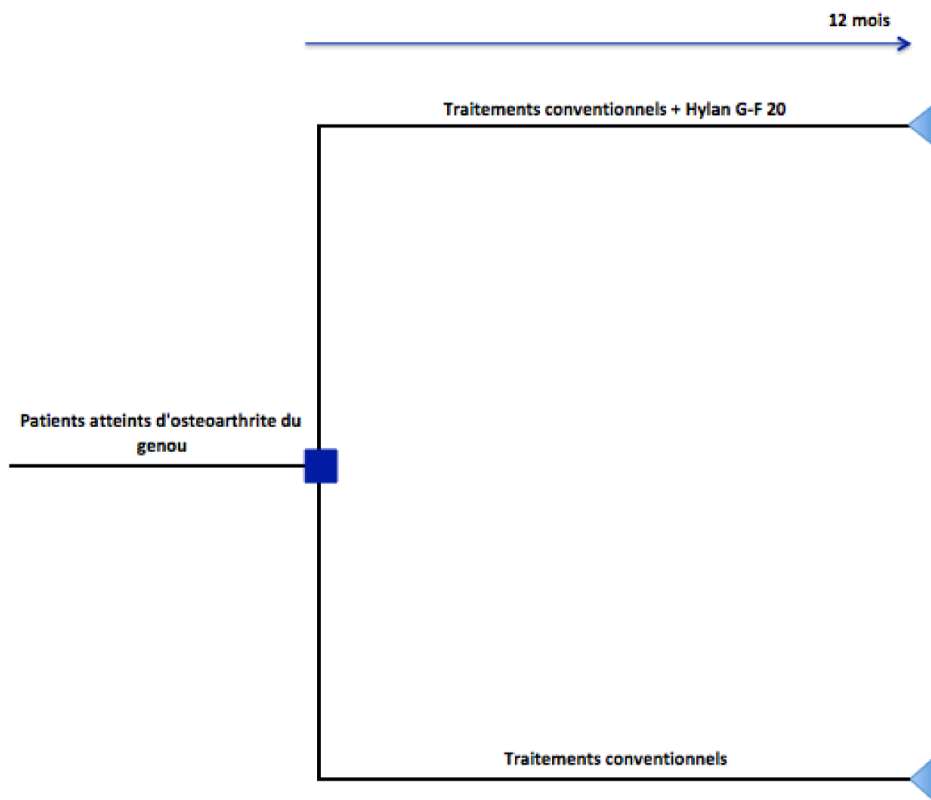 12 mois
Traitements conventionnels + Hylan G-F 20
Patients atteints d'osteoarthrite du
genou
Traitements conventionnels